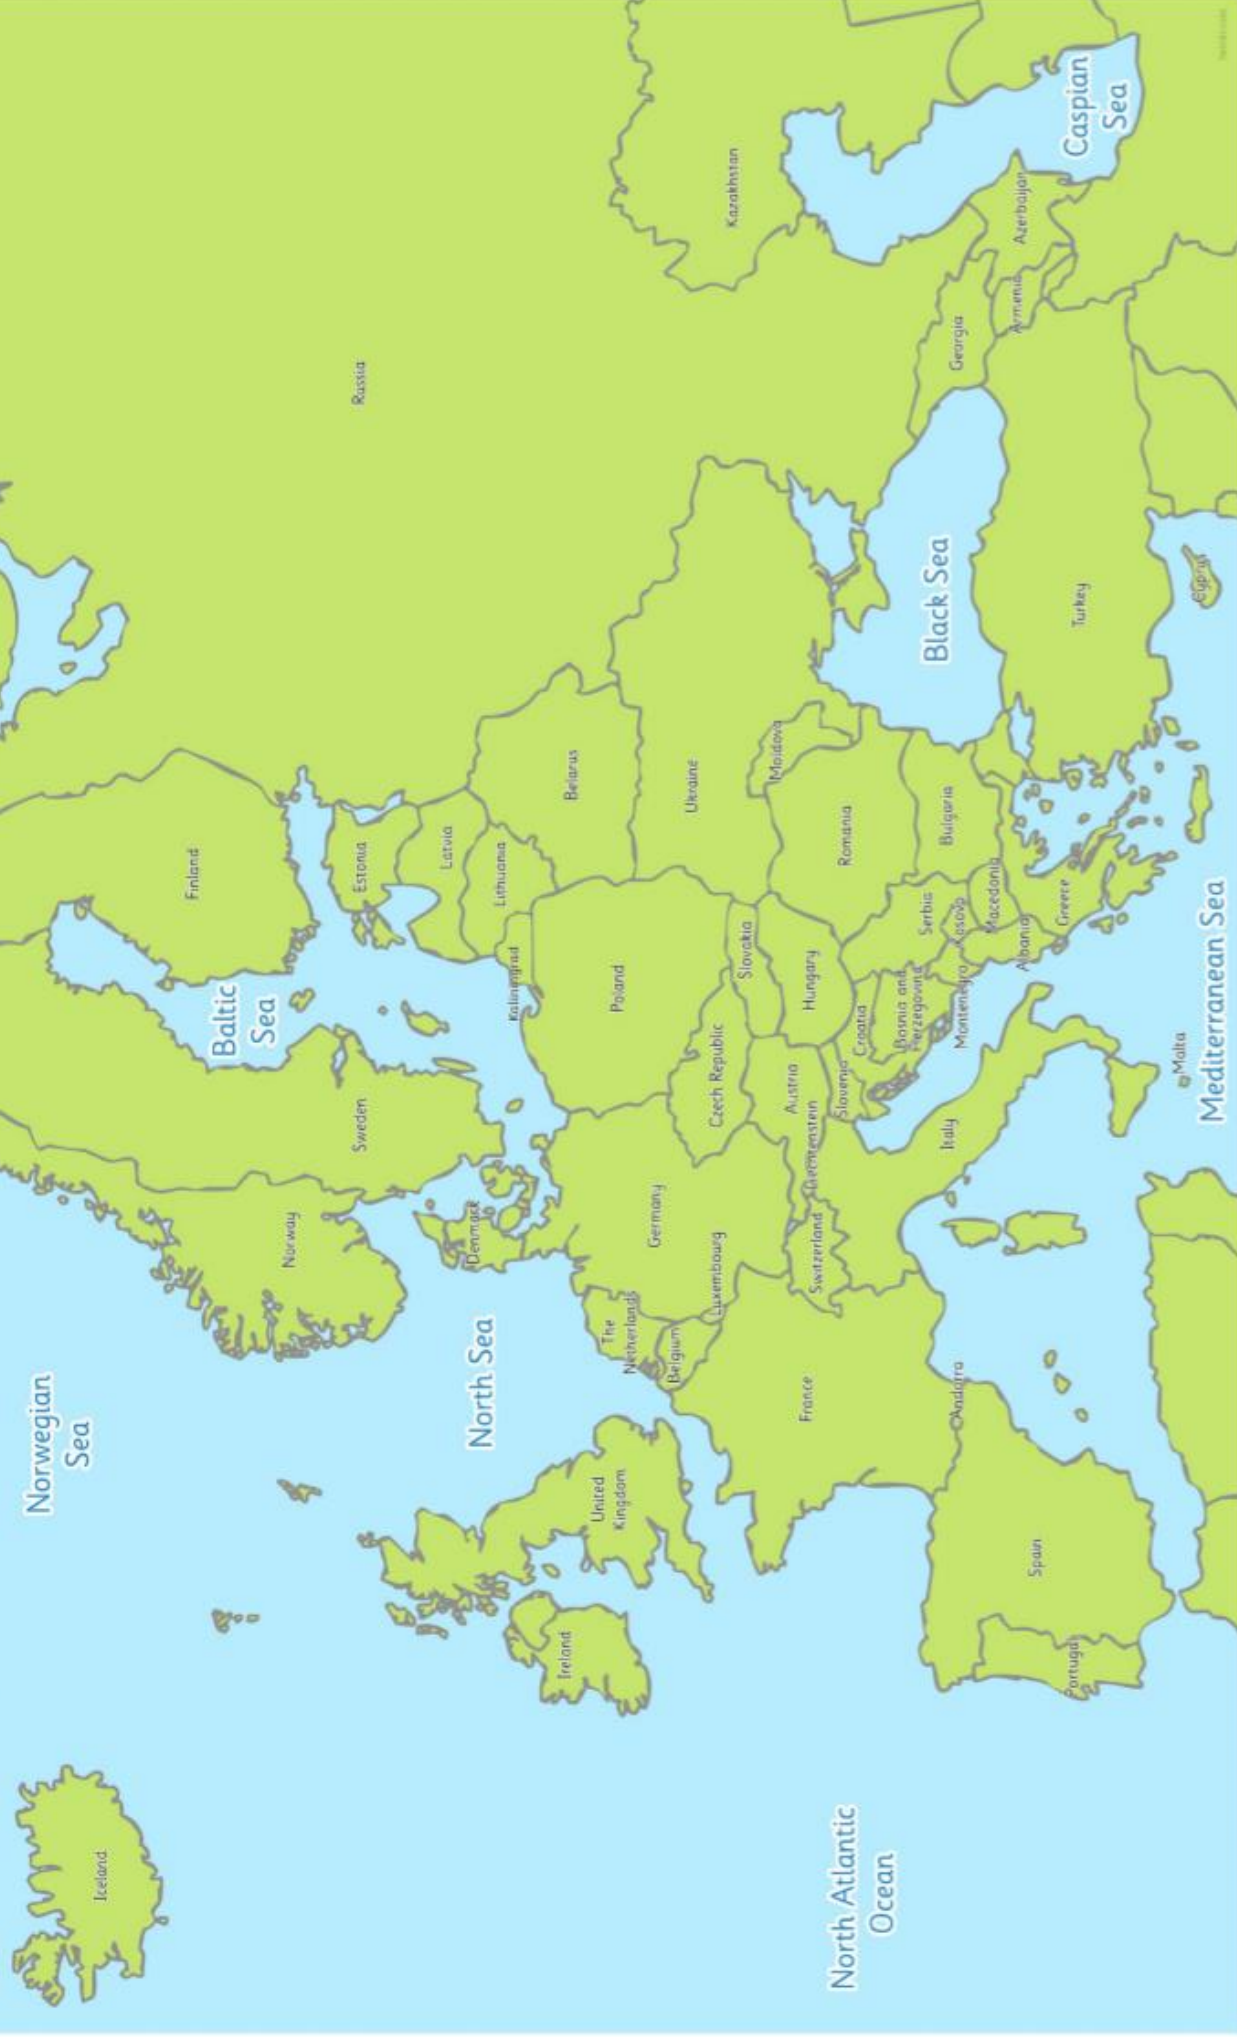 Norwegian
Sea
Iceland
Norway
Sweden
Finland
Russia
Baltic
Sea
Estonia
Latvia
Lithuania
Kaliningrad
Denmark
North Sea
United
Kingdom
Ireland
The
Netherlands
Belgium
Luxembourg
Germany
Poland
Belarus
Ukraine
Kazakhstan
Czech Republic
Slovakia
Moldova
France
Switzerland
Liechtenstein
Austria
Hungary
Romania
Slovenia
Croatia
Bosnia and
Herzegovina
Serbia
Montenegro
Kosovo
Bulgaria
Black Sea
Georgia
Armenia
Azerbaijan
Caspian
Sea
North Atlantic
Ocean
Andorra
Italy
Macedonia
Albania
Greece
Turkey
Portugal
Spain
Malta
Cyprus
Mediterranean Sea